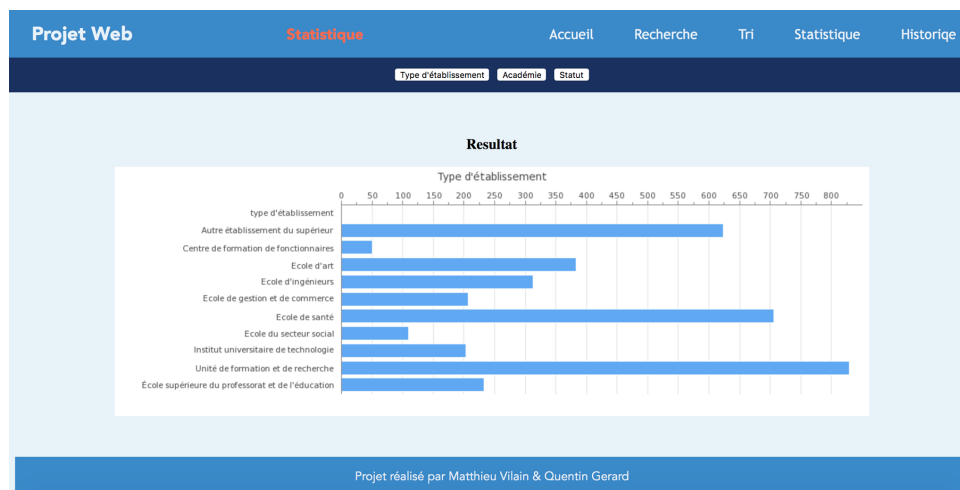 Projet Web Statistique Accueil Recherche Tri Statistique Historiqe
Type d'établissement Académie Statut
Resultat
Type d'établissement
0 50 100 150 200 250 300 350 400 450 500 550 600 650 700 750 800
type d'établissement
Autre établissement du supérieur
Centre de formation de fonctionnaires
Ecole d'art
Ecole d'ingénieurs
Ecole de gestion et de commerce
Ecole de santé
Ecole du secteur social
Institut universitaire de technologie
Unité de formation et de recherche
École supérieure du professorat et de l'éducation
Projet réalisé par Matthieu Vilain & Quentin Gerard